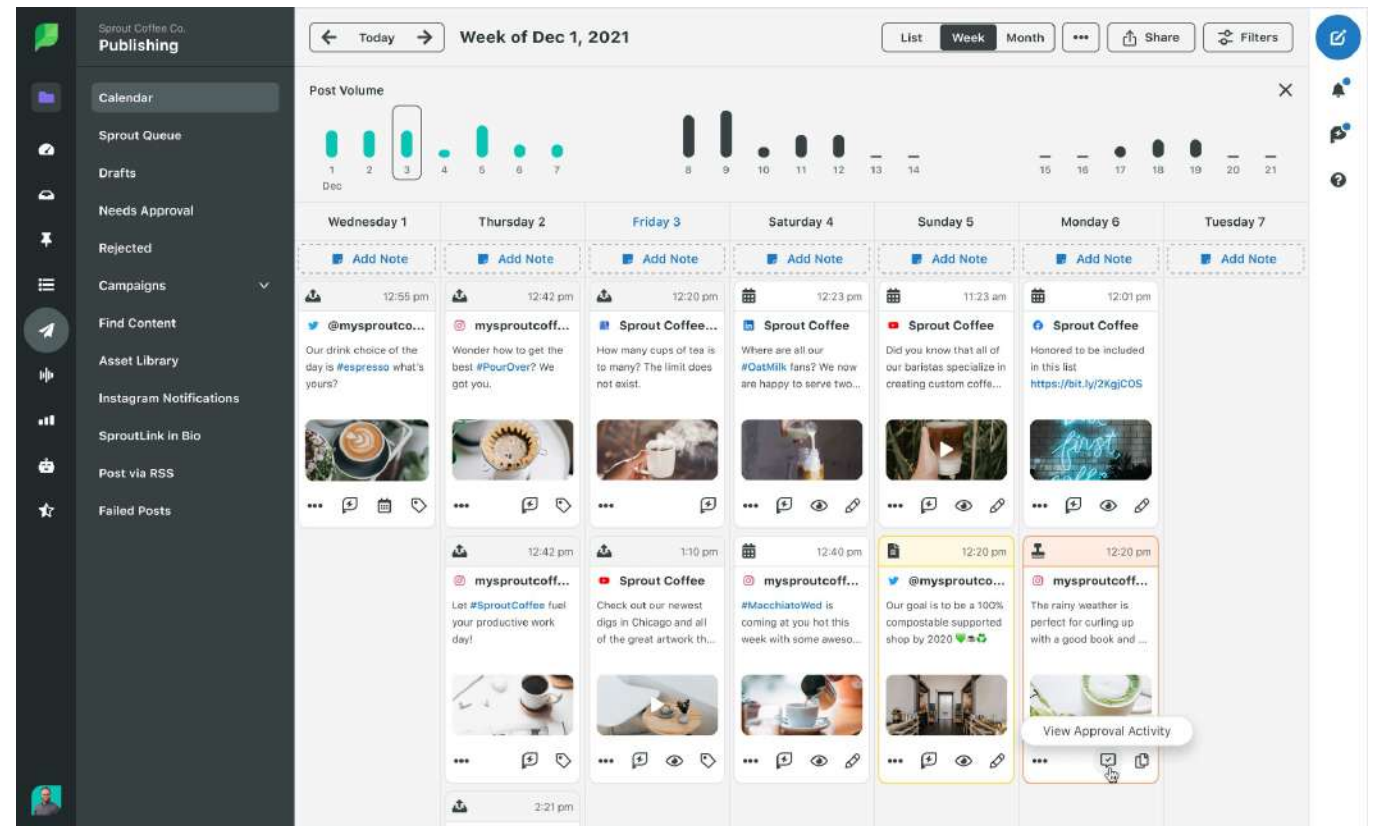 Sprout Coffee Co.
Publishing
Calendar
Sprout Queue
Drafts
Needs Approval
Rejected
Campaigns
Find Content
Asset Library
Instagram Notifications
SproutLink in Bio
Post via RSS
Failed Posts
Today
Week of Dec 1, 2021
List Week Month ••• Share Filters
Post Volume
1 2 3 4 5 6 7 8 9 10 11 12 13 14 15 16 17 18 19 20 21
Dec
Wednesday 1 Thursday 2 Friday 3 Saturday 4 Sunday 5 Monday 6 Tuesday 7
Add Note Add Note Add Note Add Note Add Note Add Note Add Note
12:55 pm
@mysproutco...
Our drink choice of the
day is #espresso what's
yours?
12:42 pm
mysproutcoff...
Wonder how to get the
best #PourOver? We
got you.
12:20 pm
Sprout Coffee...
How many cups of tea is
to many? The limit does
not exist.
12:23 pm
Sprout Coffee
Where are all our
#OatMilk fans? We now
are happy to serve two...
11:23 am
Sprout Coffee
Did you know that all of
our baristas specialize in
creating custom coffe...
12:01 pm
Sprout Coffee
Honored to be included
in this list
https://bit.ly/2KgjCOS
first
coffee
12:42 pm
mysproutcoff...
Let #SproutCoffee fuel
your productive work
day!
1:10 pm
Sprout Coffee
Check out our newest
digs in Chicago and all
of the great artwork th...
12:40 pm
mysproutcoff...
#MacchiatoWed is
coming at you hot this
week with some aweso...
12:20 pm
@mysproutco...
Our goal is to be a 100%
compostable supported
shop by 2020 💚☕♻️
12:20 pm
mysproutcoff...
The rainy weather is
perfect for curling up
with a good book and ...
View Approval Activity
2:21 pm